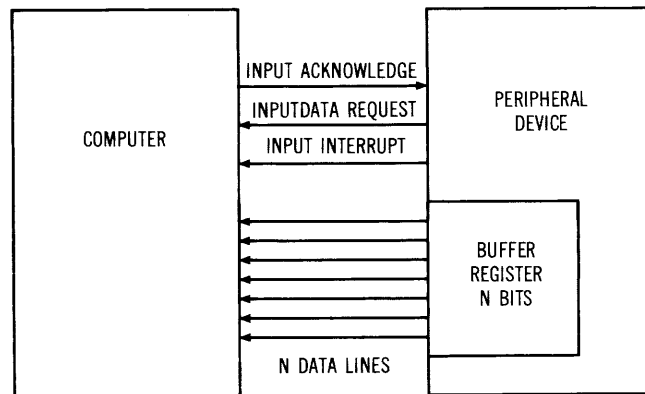 INPUT ACKNOWLEDGE
INPUTDATA REQUEST
INPUT INTERRUPT
COMPUTER
PERIPHERAL
DEVICE
BUFFER
REGISTER
N BITS
N DATA LINES